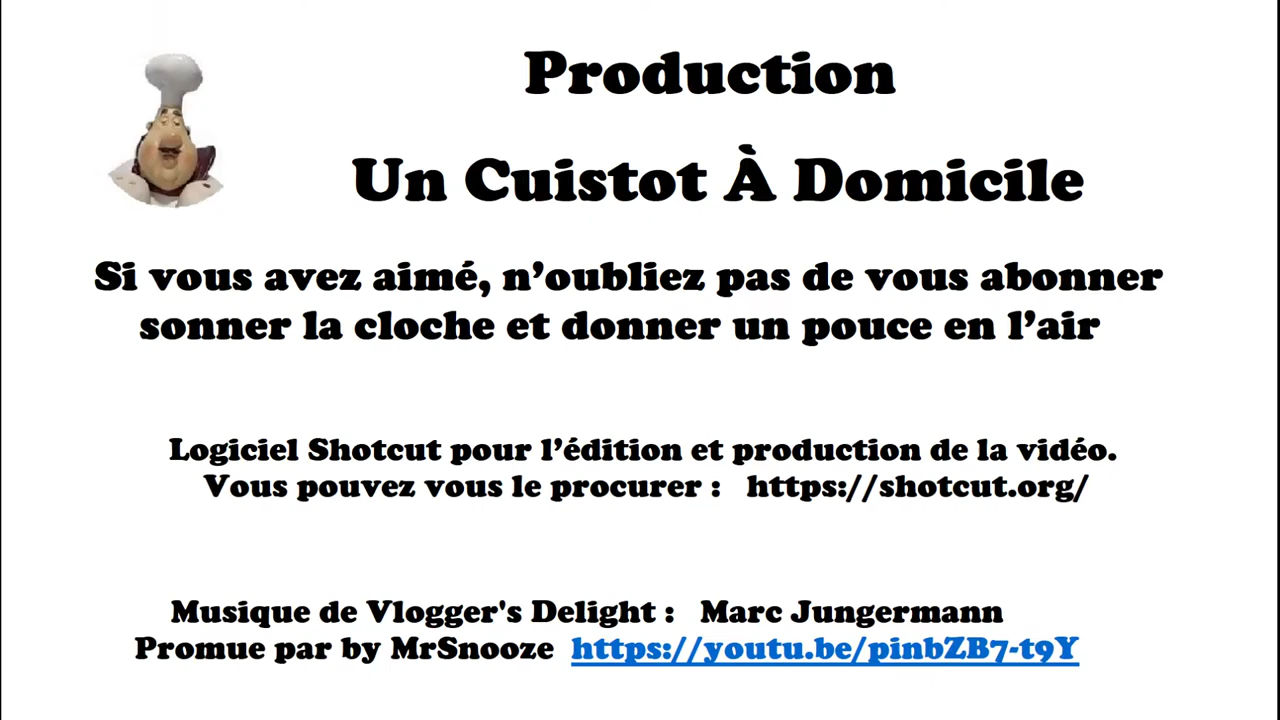 Production
Un Cuistot À Domicile
Si vous avez aimé, n’oubliez pas de vous abonner
sonner la cloche et donner un pouce en l’air
Logiciel Shotcut pour l’édition et production de la vidéo.
Vous pouvez vous le procurer : https://shotcut.org/
Musique de Vlogger's Delight : Marc Jungermann
Promue par by MrSnooze https://youtu.be/pinbZB7-t9Y